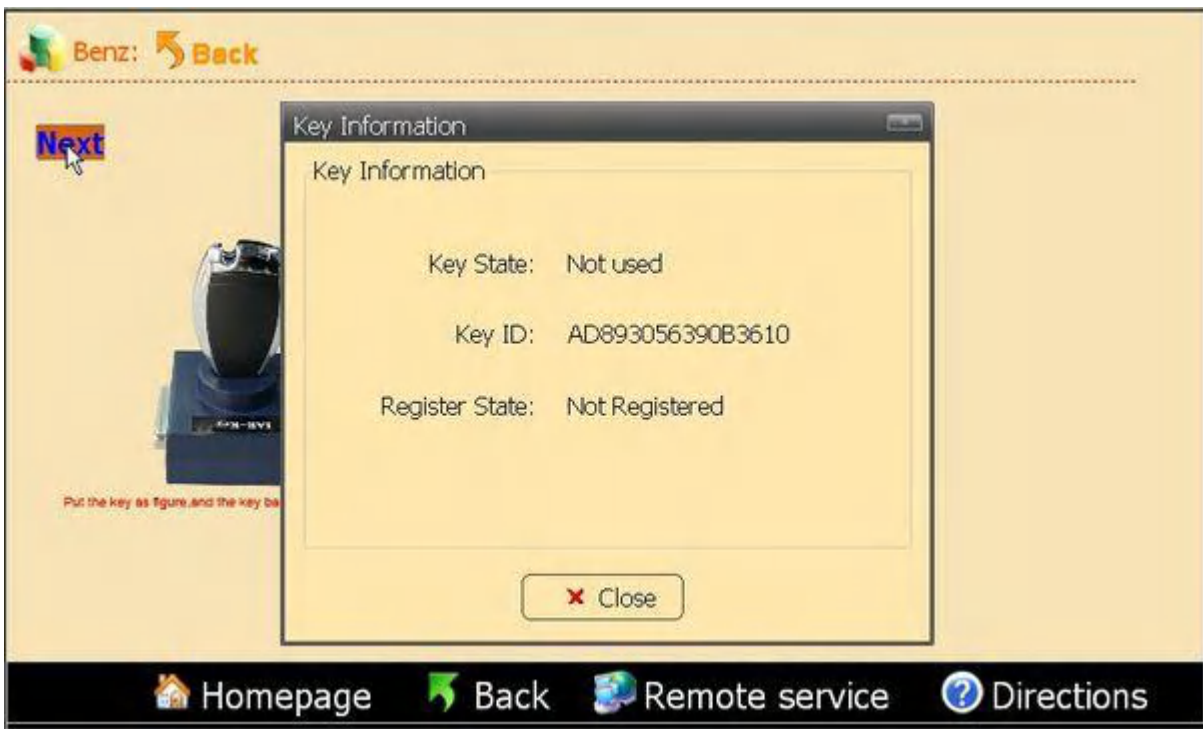 Benz: Back
Next
Key Information
Key Information
Key State: Not used
Key ID: AD893056390B3610
Register State: Not Registered
Put the key as figure,and the key ba
Close
Homepage Back Remote service Directions